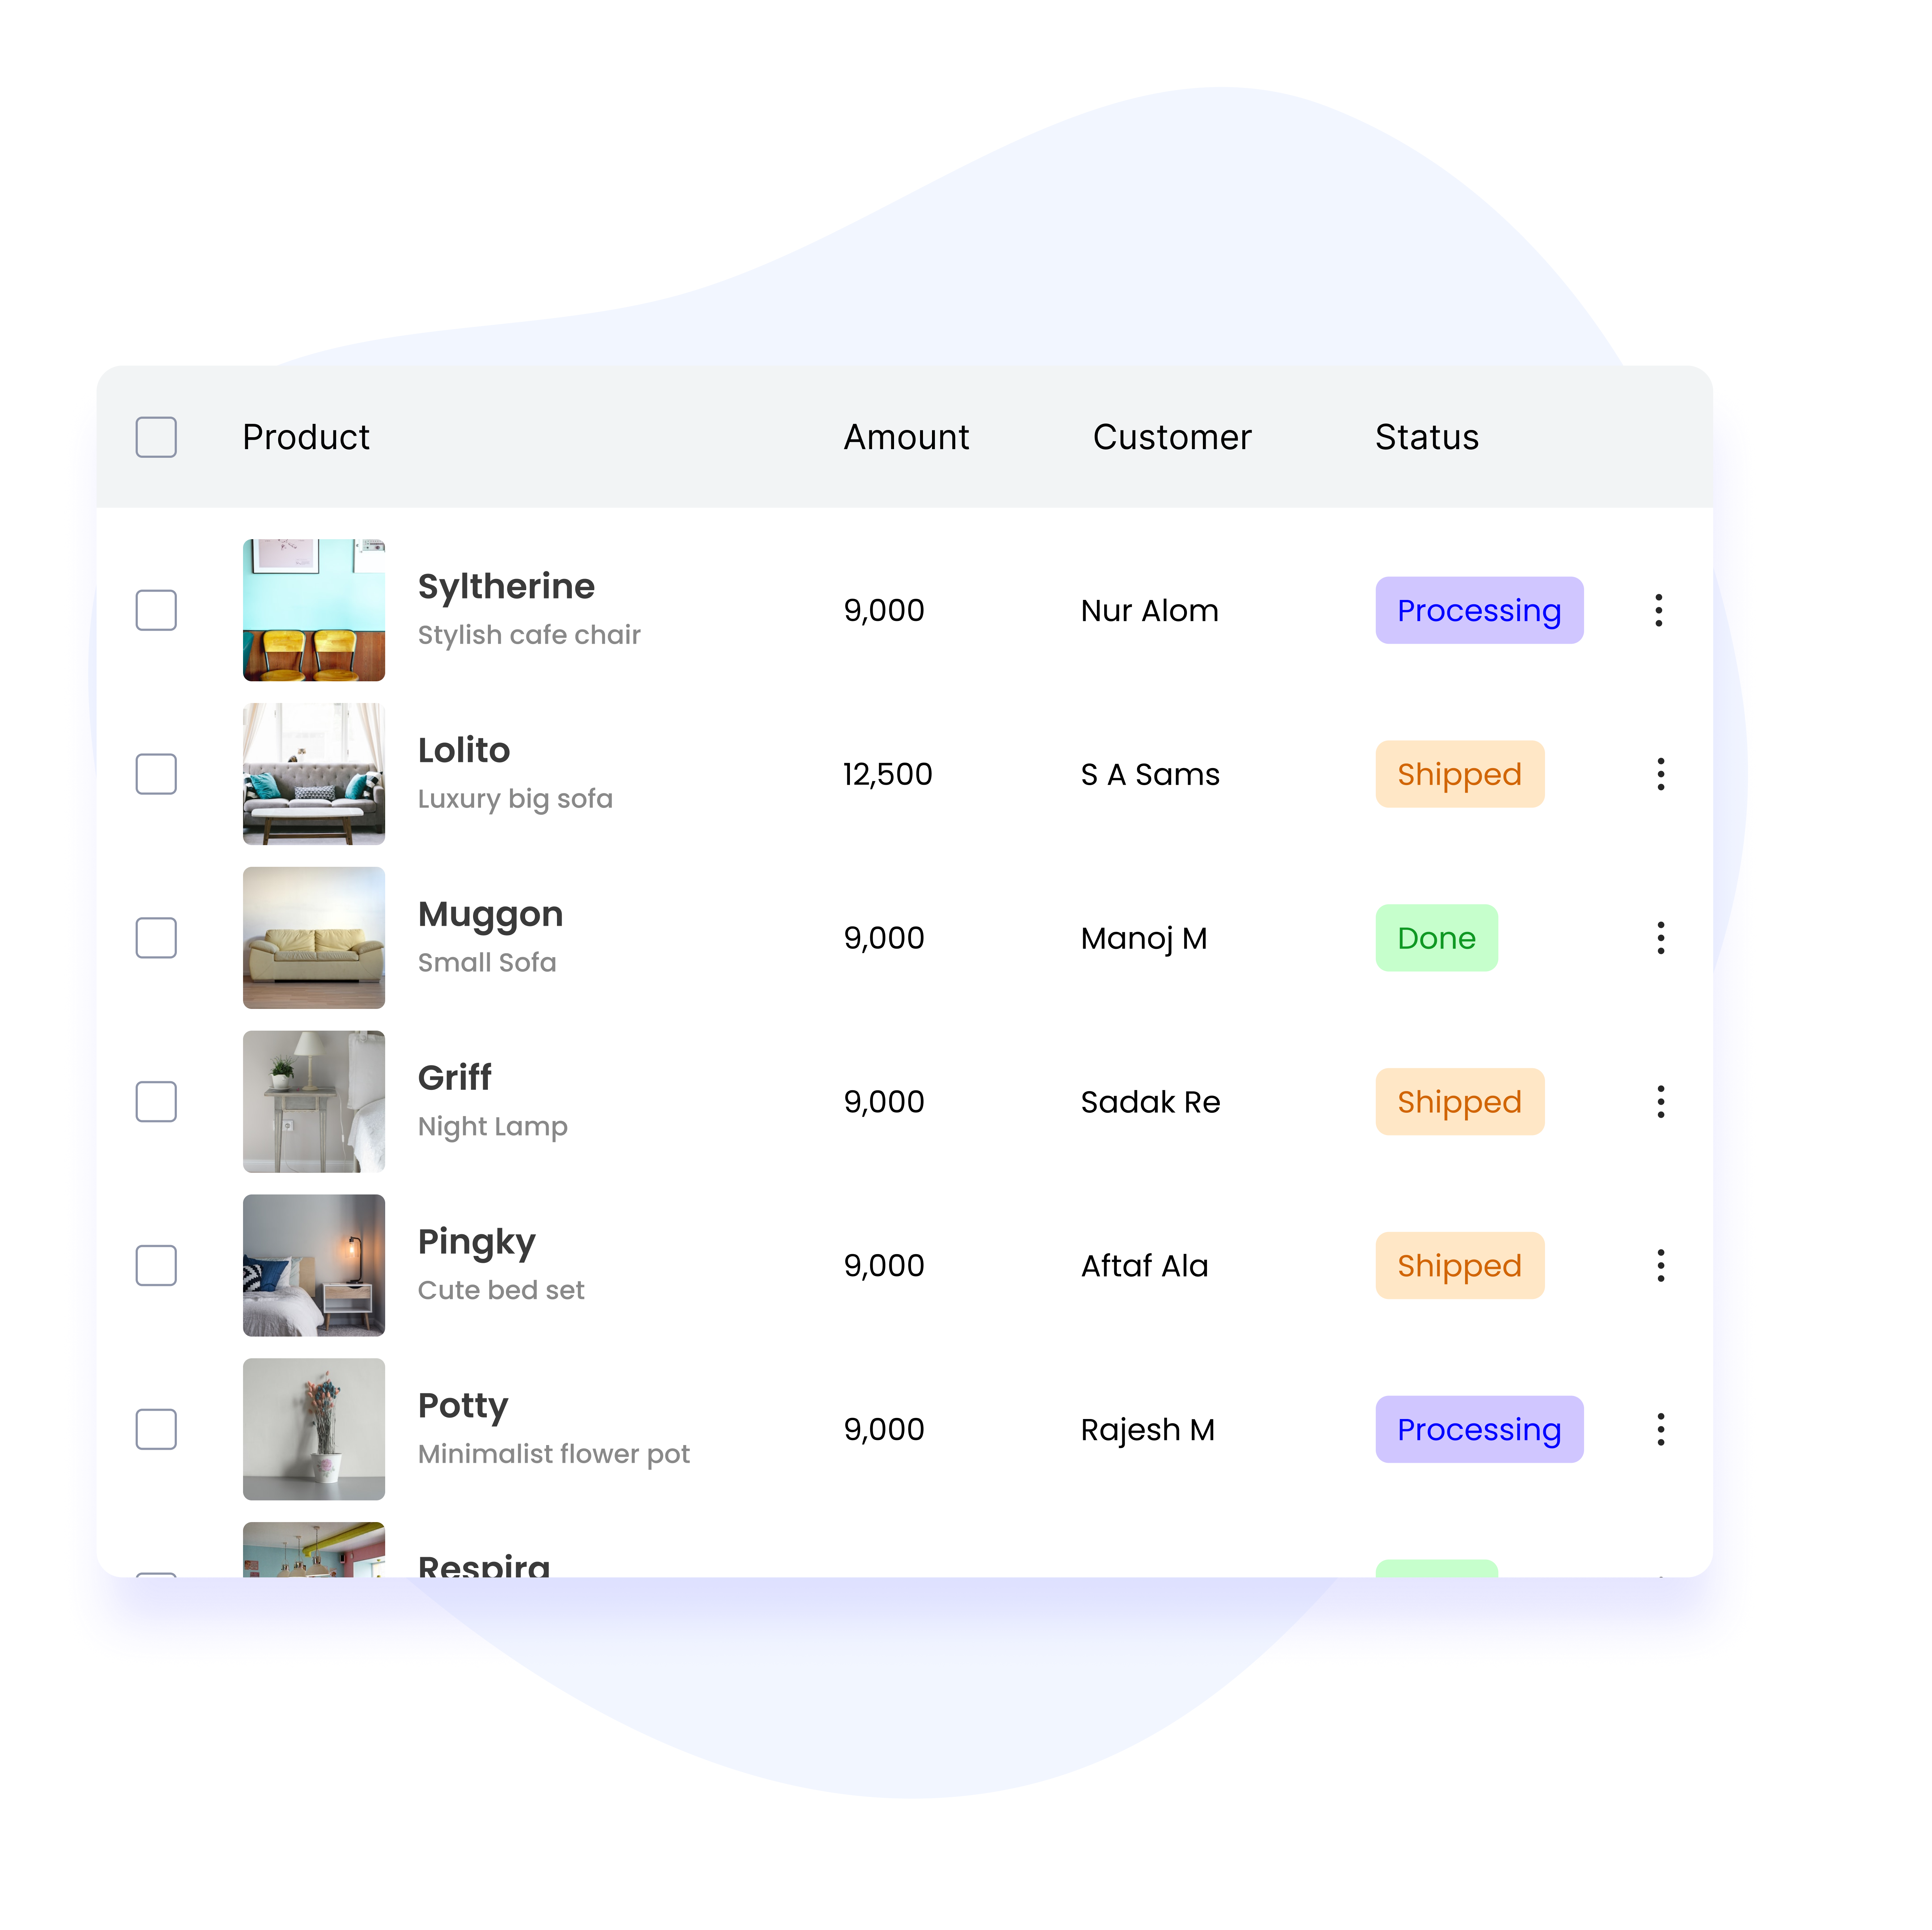 Product Amount Customer Status
Syltherine
Stylish cafe chair
9,000 Nur Alom Processing
Lolito
Luxury big sofa
12,500 S A Sams Shipped
Muggon
Small Sofa
9,000 Manoj M Done
Griff
Night Lamp
9,000 Sadak Re Shipped
Pingky
Cute bed set
9,000 Aftaf Ala Shipped
Potty
Minimalist flower pot
9,000 Rajesh M Processing
Respira